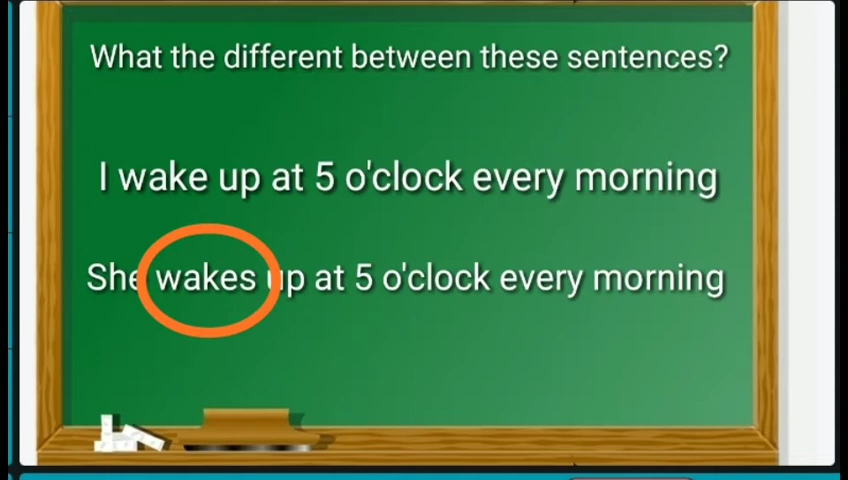 What the different between these sentences?
I wake up at 5 o'clock every morning
She wakes up at 5 o'clock every morning